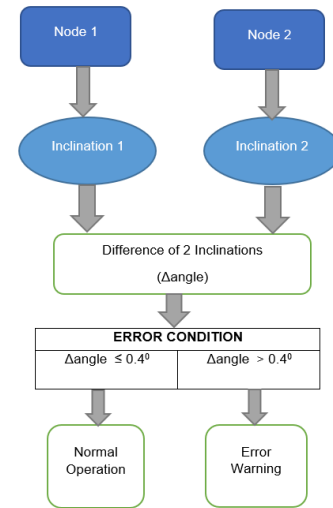 Node 1
Node 2
Inclination 1
Inclination 2
Difference of 2 Inclinations
(Δangle)
ERROR CONDITION
Δangle ≤ 0.4⁰
Δangle > 0.4⁰
Normal
Operation
Error
Warning